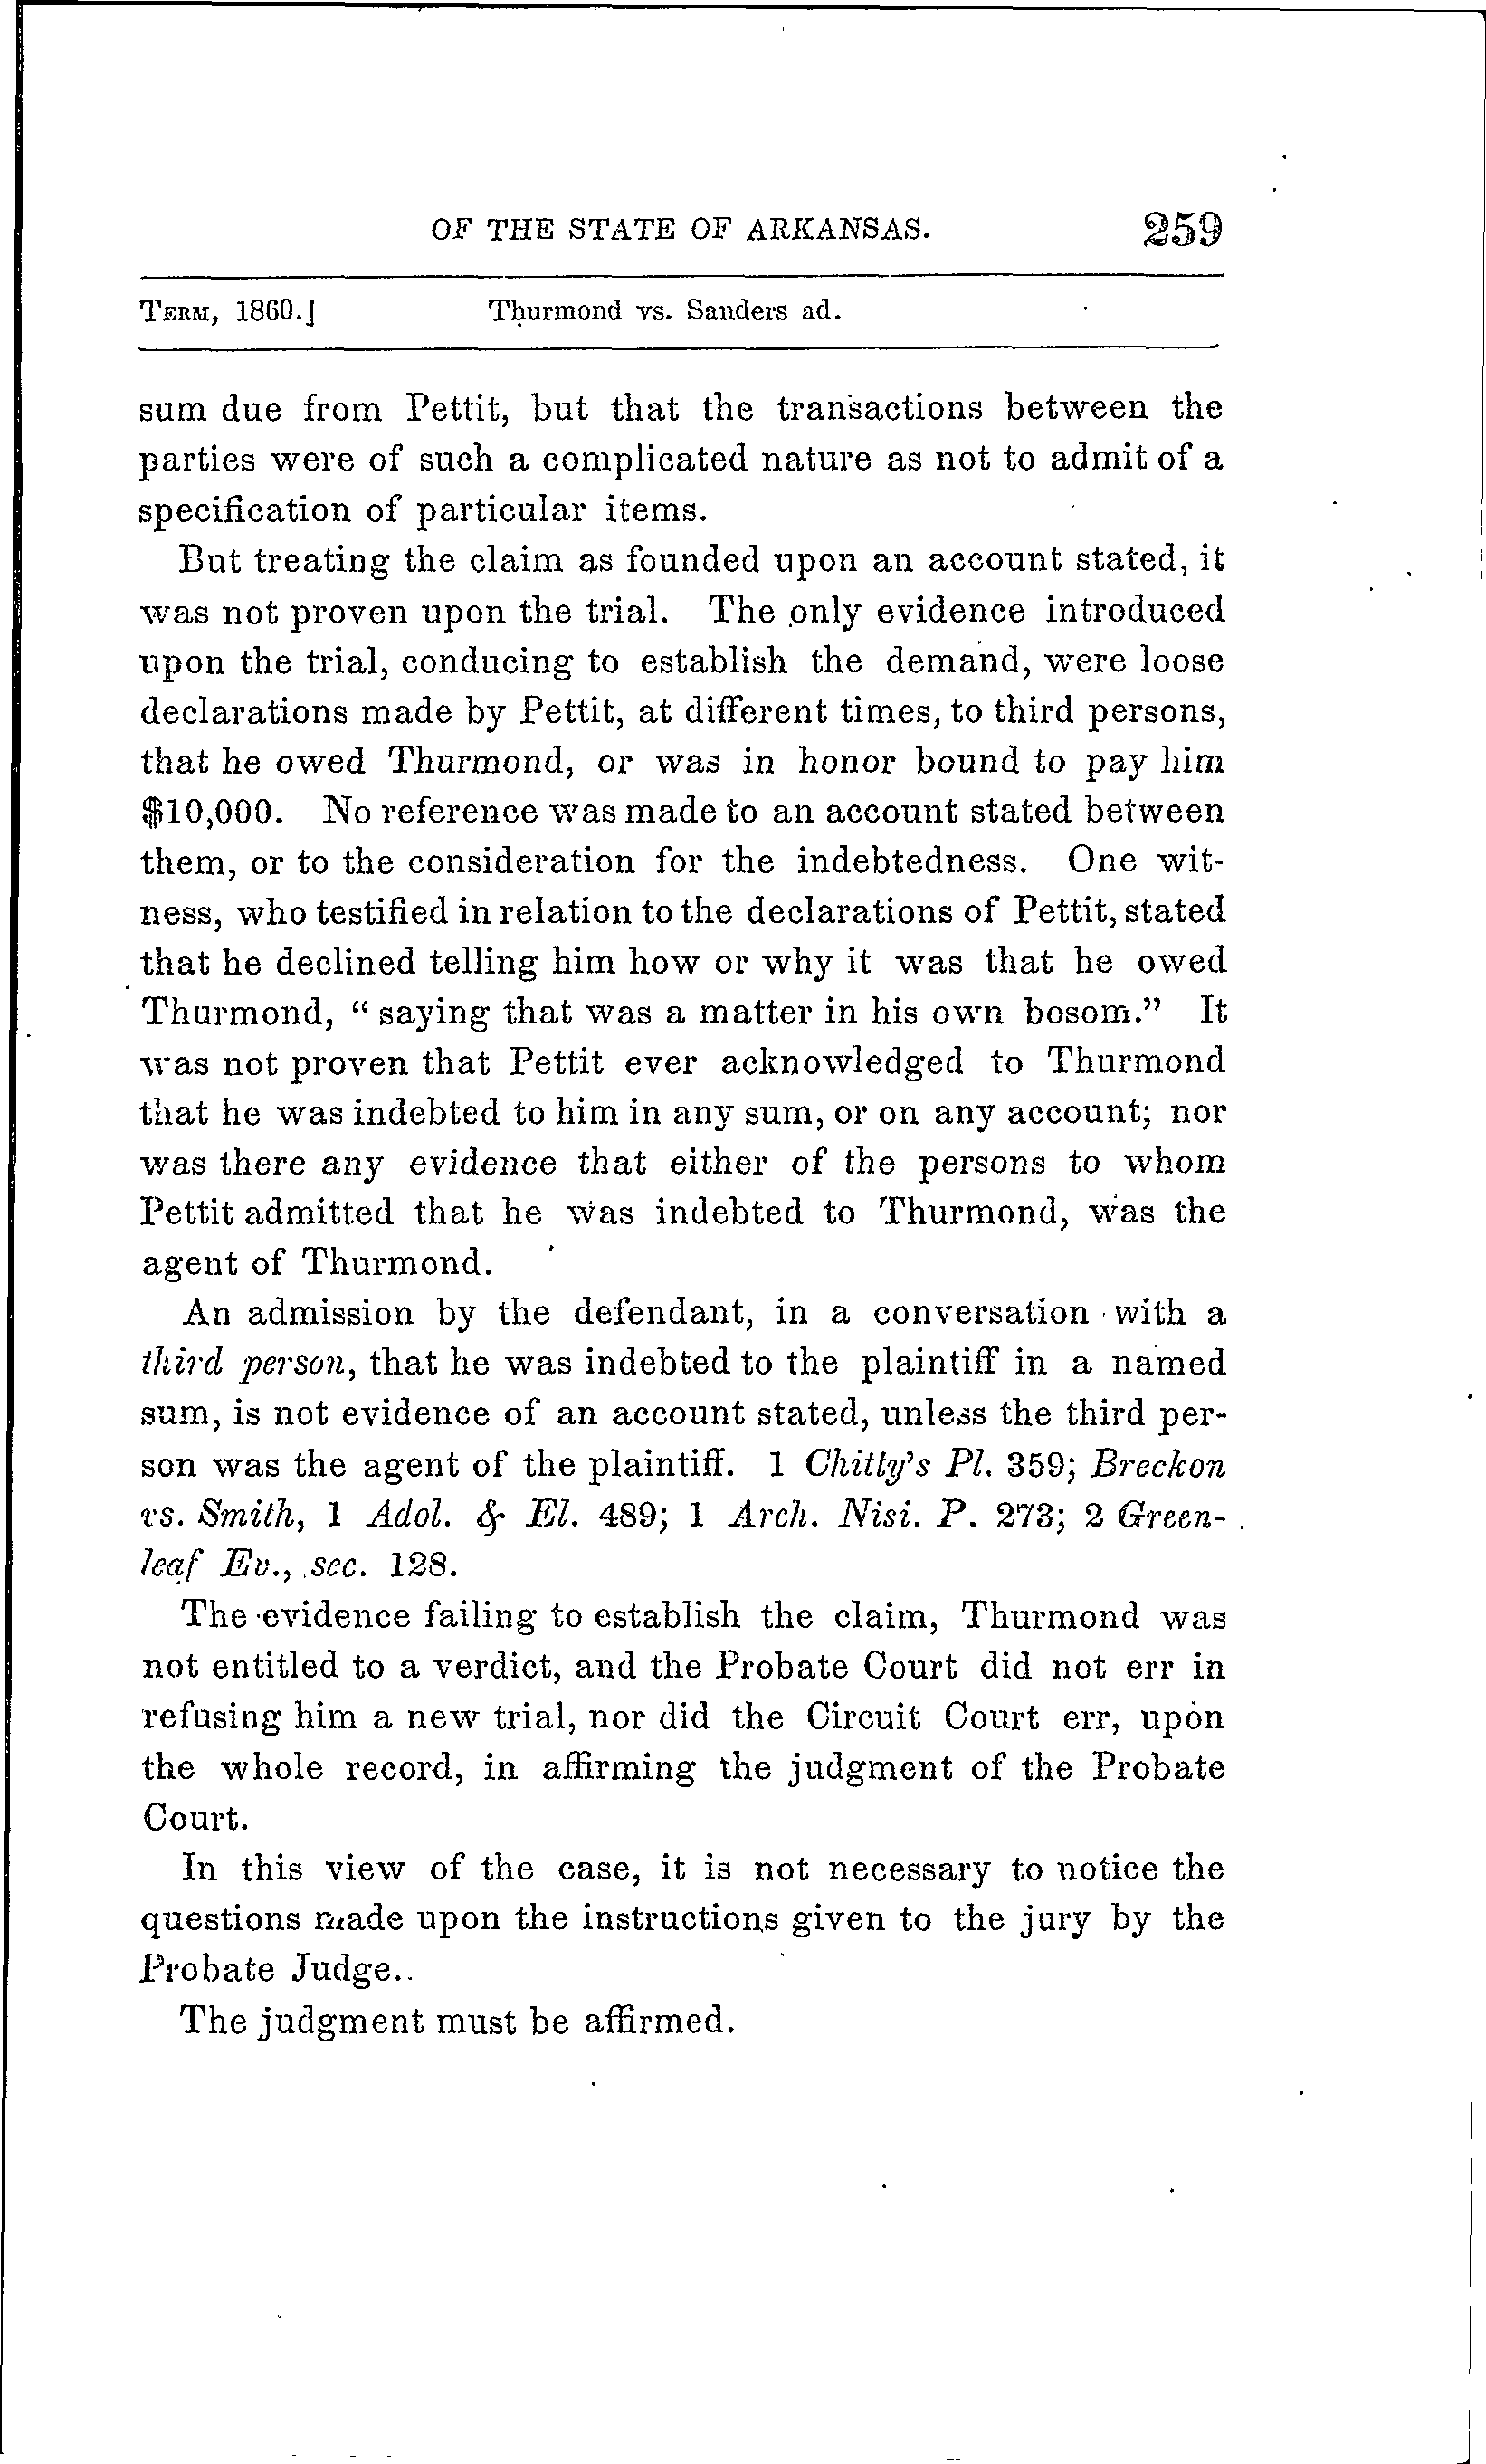 OF THE STATE OF ARKANSAS. 259
TERM, 1860.] Thurmond vs. Sanders ad.
sum due from Pettit, but that the transactions between the
parties were of such a complicated nature as not to admit of a
specification of particular items.
But treating the claim as founded upon an account stated, it
was not proven upon the trial. The only evidence introduced
upon the trial, conducing to establish the demand, were loose
declarations made by Pettit, at different times, to third persons,
that he owed Thurmond, or was in honor bound to pay him
$10,000. No reference was made to an account stated between
them, or to the consideration for the indebtedness. One wit-
ness, who testified in relation to the declarations of Pettit, stated
that he declined telling him how or why it was that he owed
Thurmond, “ saying that was a matter in his own bosom.” It
was not proven that Pettit ever acknowledged to Thurmond
that he was indebted to him in any sum, or on any account; nor
was there any evidence that either of the persons to whom
Pettit admitted that he was indebted to Thurmond, was the
agent of Thurmond.
An admission by the defendant, in a conversation with a
third person, that he was indebted to the plaintiff in a named
sum, is not evidence of an account stated, unless the third per-
son was the agent of the plaintiff. 1 Chitty's Pl. 359; Breckon
vs. Smith, 1 Adol. & El. 489; 1 Arch. Nisi. P. 273; 2 Green-
leaf Ev., sec. 128.
The evidence failing to establish the claim, Thurmond was
not entitled to a verdict, and the Probate Court did not err in
refusing him a new trial, nor did the Circuit Court err, upon
the whole record, in affirming the judgment of the Probate
Court.
In this view of the case, it is not necessary to notice the
questions made upon the instructions given to the jury by the
Probate Judge..
The judgment must be affirmed.